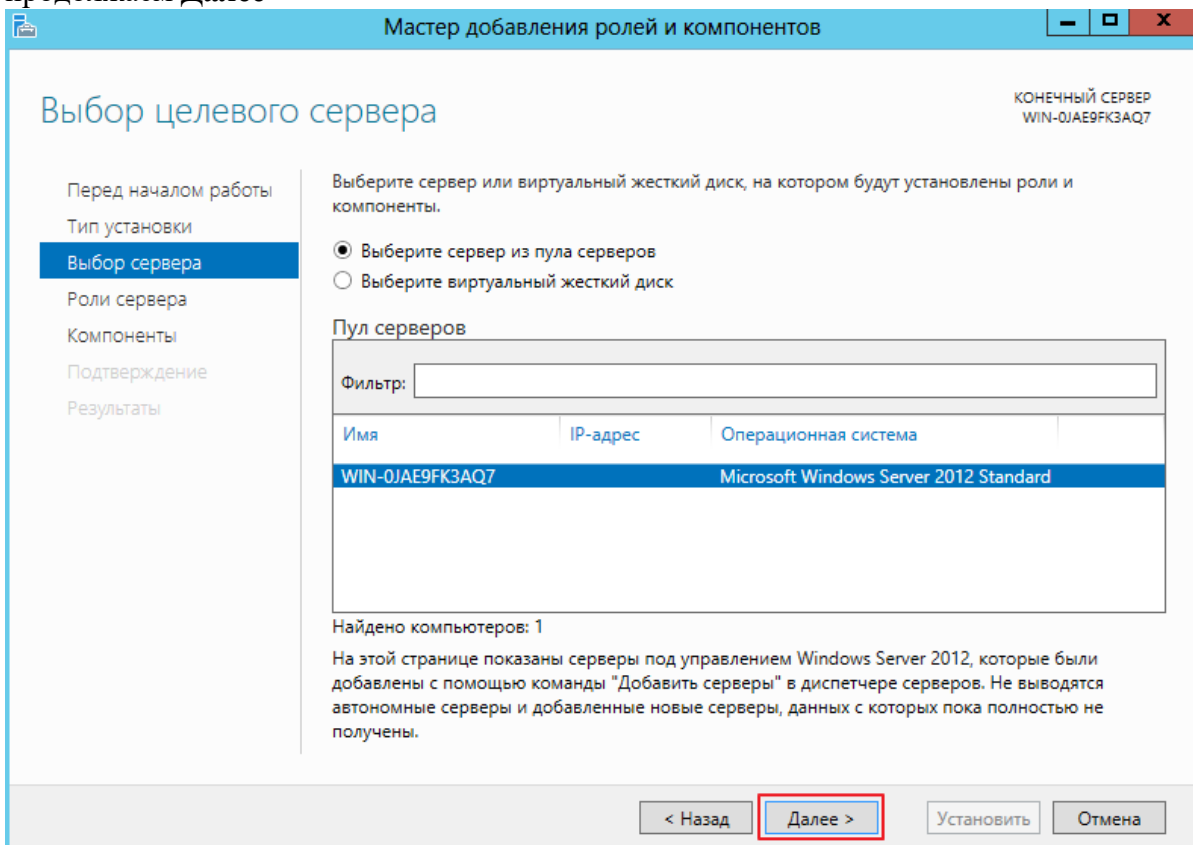 продолжаем Далее
Мастер добавления ролей и компонентов
Выбор целевого сервера
КОНЕЧНЫЙ СЕРВЕР
WIN-0JAE9FK3AQ7
Перед началом работы
Тип установки
Выбор сервера
Роли сервера
Компоненты
Подтверждение
Результаты
Выберите сервер или виртуальный жесткий диск, на котором будут установлены роли и
компоненты.
Выберите сервер из пула серверов
Выберите виртуальный жесткий диск
Пул серверов
Фильтр:
Имя IP-адрес Операционная система
WIN-0JAE9FK3AQ7 Microsoft Windows Server 2012 Standard
Найдено компьютеров: 1
На этой странице показаны серверы под управлением Windows Server 2012, которые были
добавлены с помощью команды "Добавить серверы" в диспетчере серверов. Не выводятся
автономные серверы и добавленные новые серверы, данных с которых пока полностью не
получены.
< Назад Далее > Установить Отмена